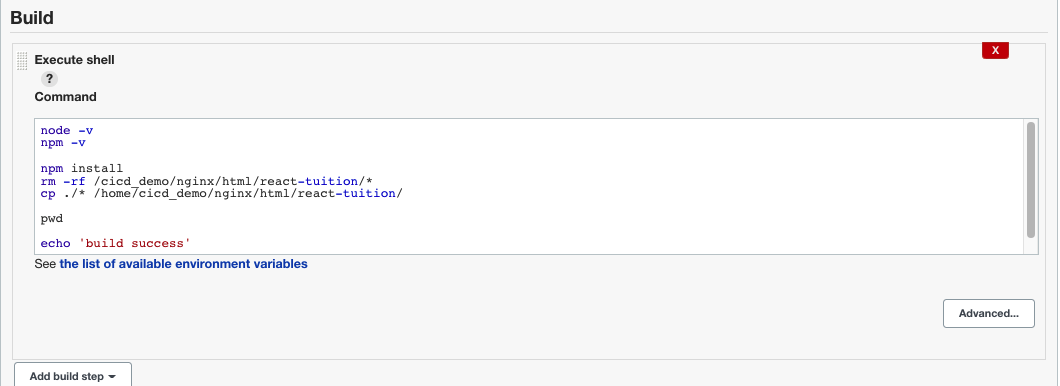 Build
Execute shell
X
?
Command
node -v
npm -v
npm install
rm -rf /cicd_demo/nginx/html/react-tuition/*
cp ./* /home/cicd_demo/nginx/html/react-tuition/
pwd
echo 'build success'
See the list of available environment variables
Advanced...
Add build step